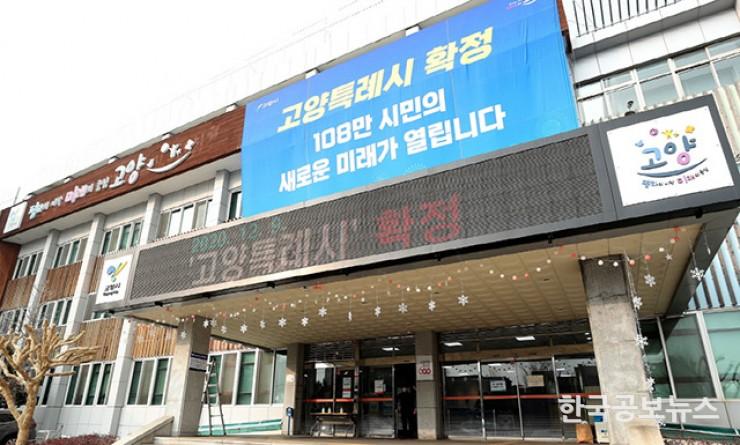 고양특례시 확정
108만 시민의
새로운 미래가 열립니다
고양
2020. 12. 9.
'고양특례시' 확정
고양
고양시
한국공보뉴스